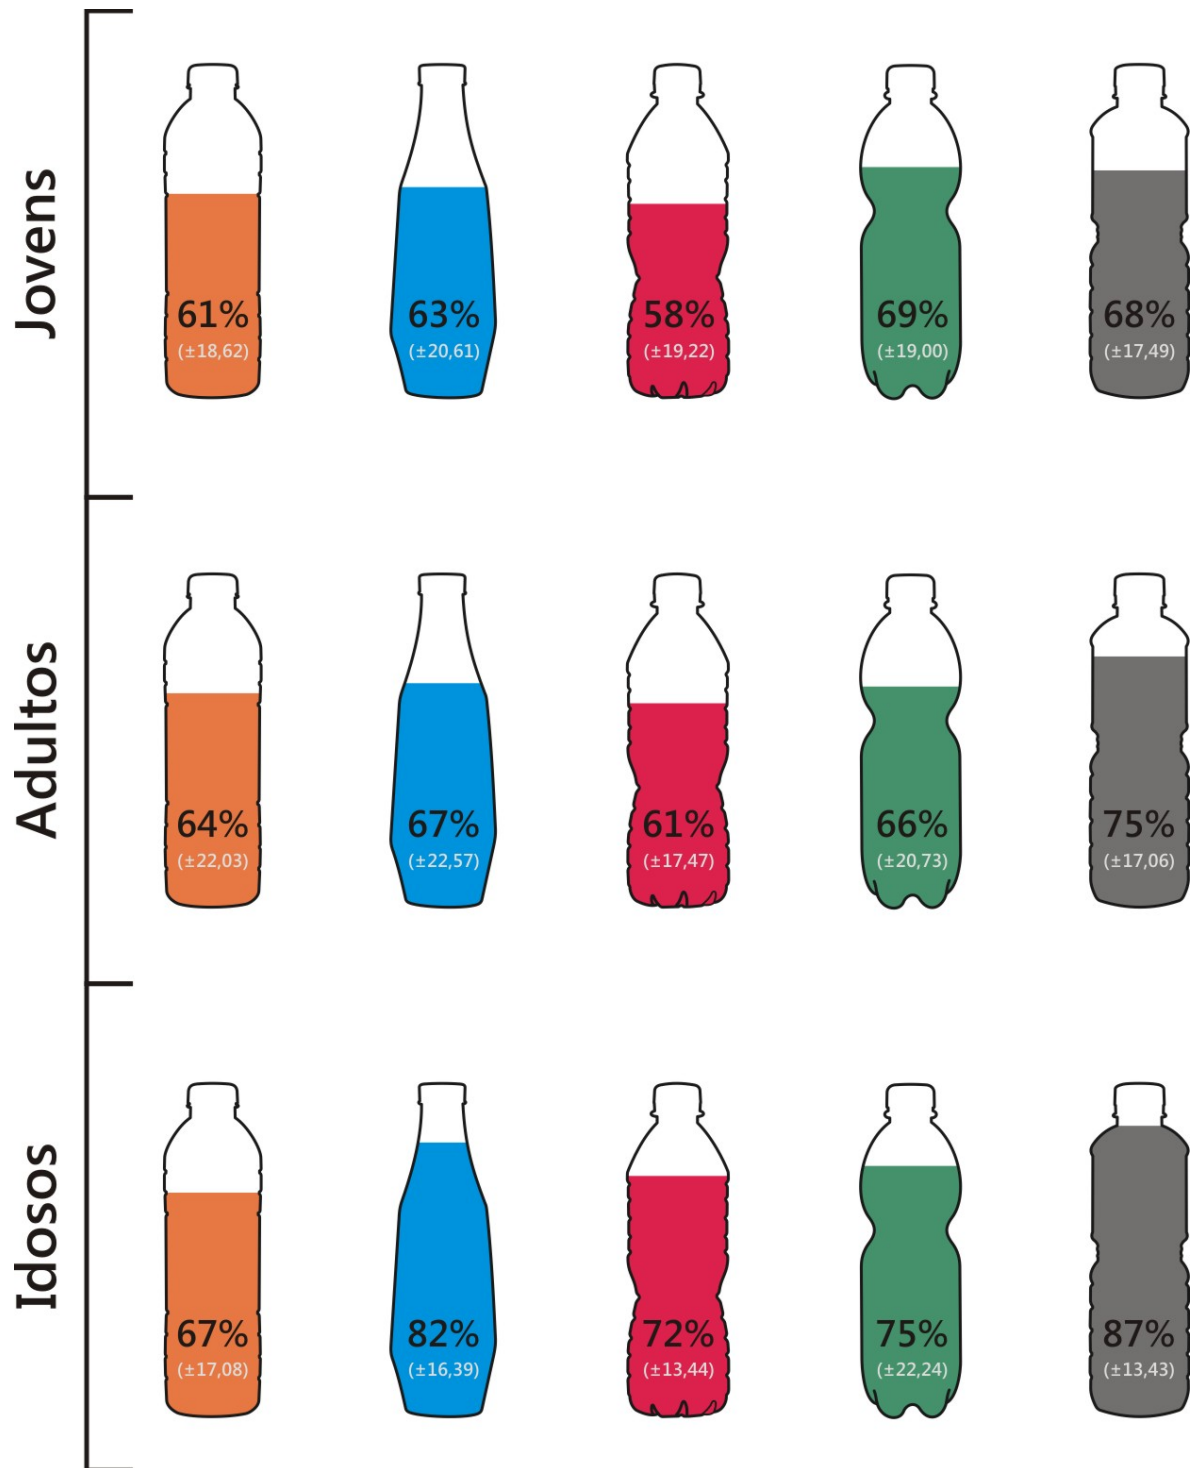 Jovens
61% 63% 58% 69% 68%
(±18,62) (±20,61) (±19,22) (±19,00) (±17,49)
Adultos
64% 67% 61% 66% 75%
(±22,03) (±22,57) (±17,47) (±20,73) (±17,06)
Idosos
67% 82% 72% 75% 87%
(±17,08) (±16,39) (±13,44) (±22,24) (±13,43)